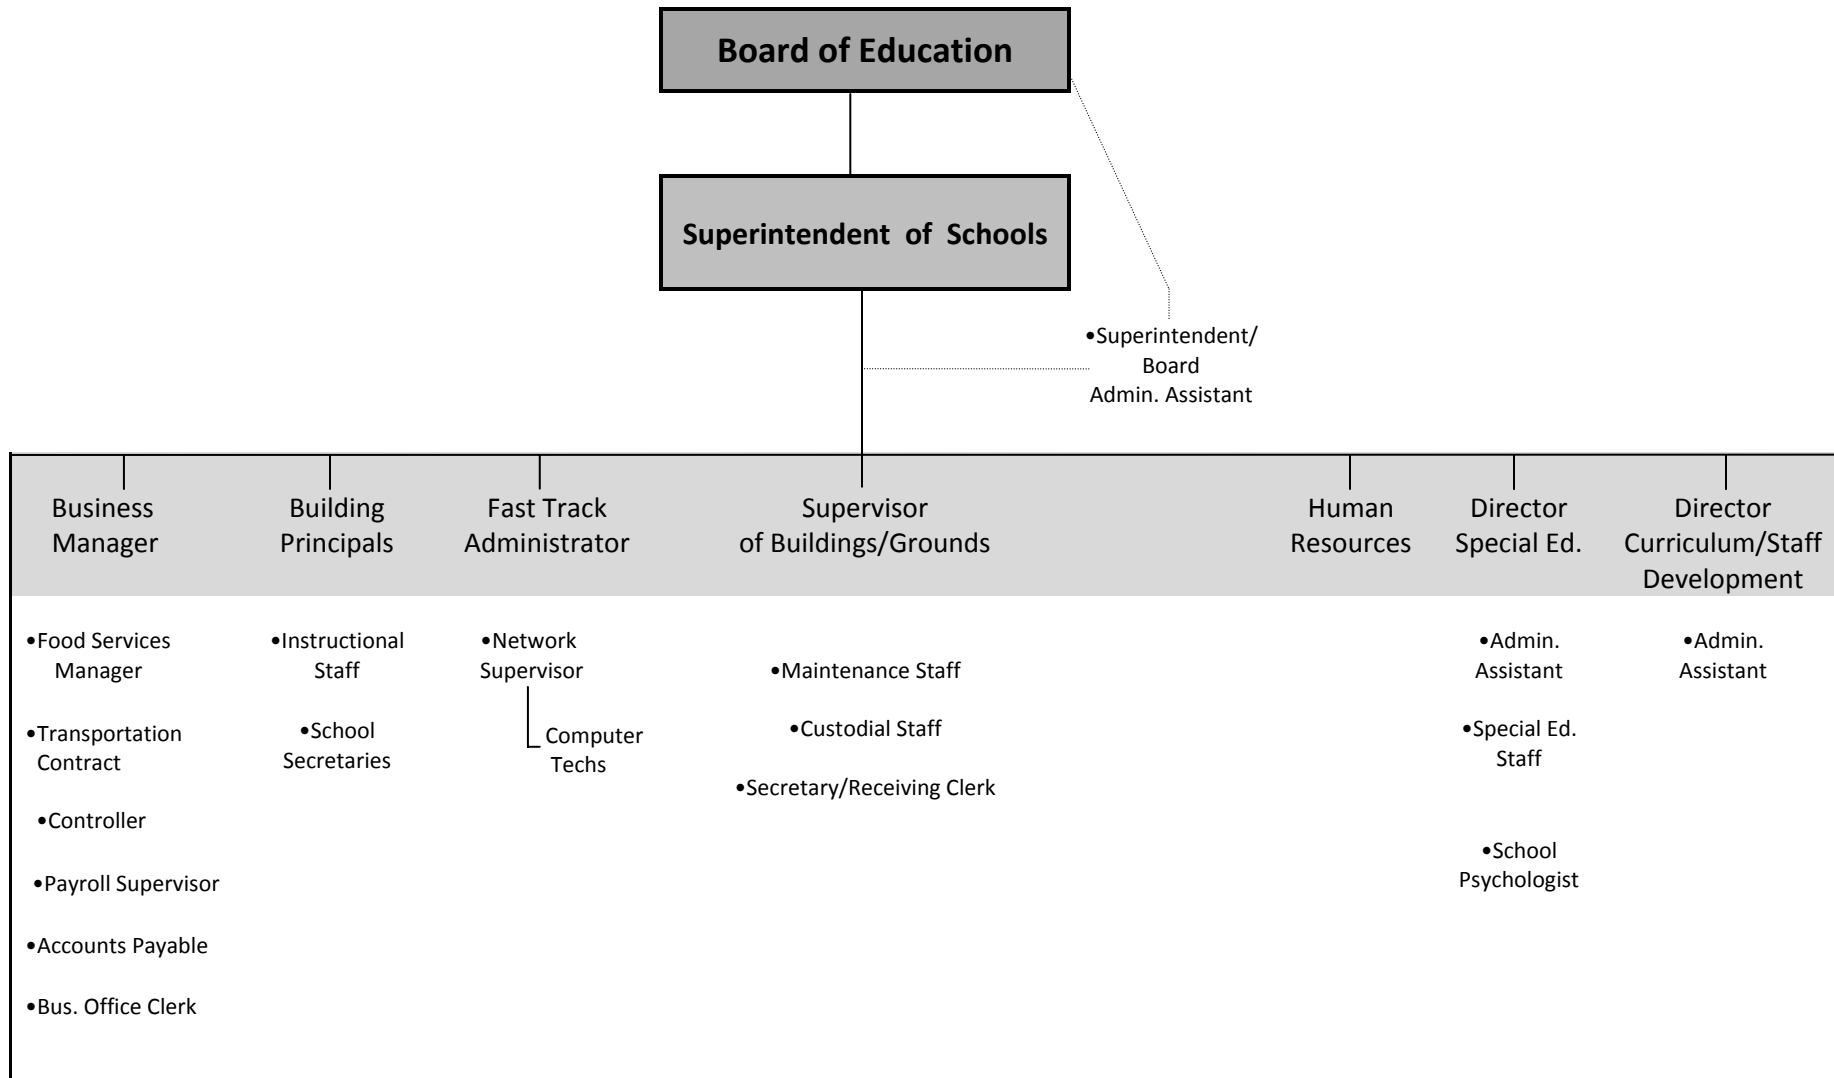 Board of Education
Superintendent of Schools
•Superintendent/
Board
Admin. Assistant
Business
Manager
Building
Principals
Fast Track
Administrator
Supervisor
of Buildings/Grounds
Human
Resources
Director
Special Ed.
Director
Curriculum/Staff
Development
•Food Services
Manager
•Transportation
Contract
•Controller
•Payroll Supervisor
•Accounts Payable
•Bus. Office Clerk
•Instructional
Staff
•School
Secretaries
•Network
Supervisor
Computer
Techs
•Maintenance Staff
•Custodial Staff
•Secretary/Receiving Clerk
•Admin.
Assistant
•Special Ed.
Staff
•School
Psychologist
•Admin.
Assistant